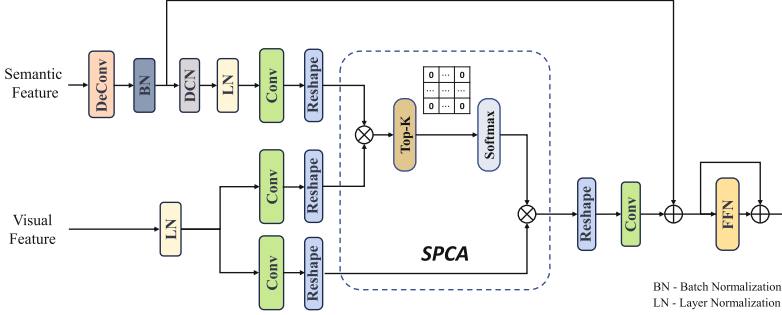 Semantic
Feature
DeConv
BN
DCN
LN
Conv
Reshape
0 ... 0
... ... ...
0 ... 0
Top-K
Softmax
Visual
Feature
LN
Conv
Reshape
Conv
Reshape
SPCA
Reshape
Conv
FFN
BN - Batch Normalization
LN - Layer Normalization